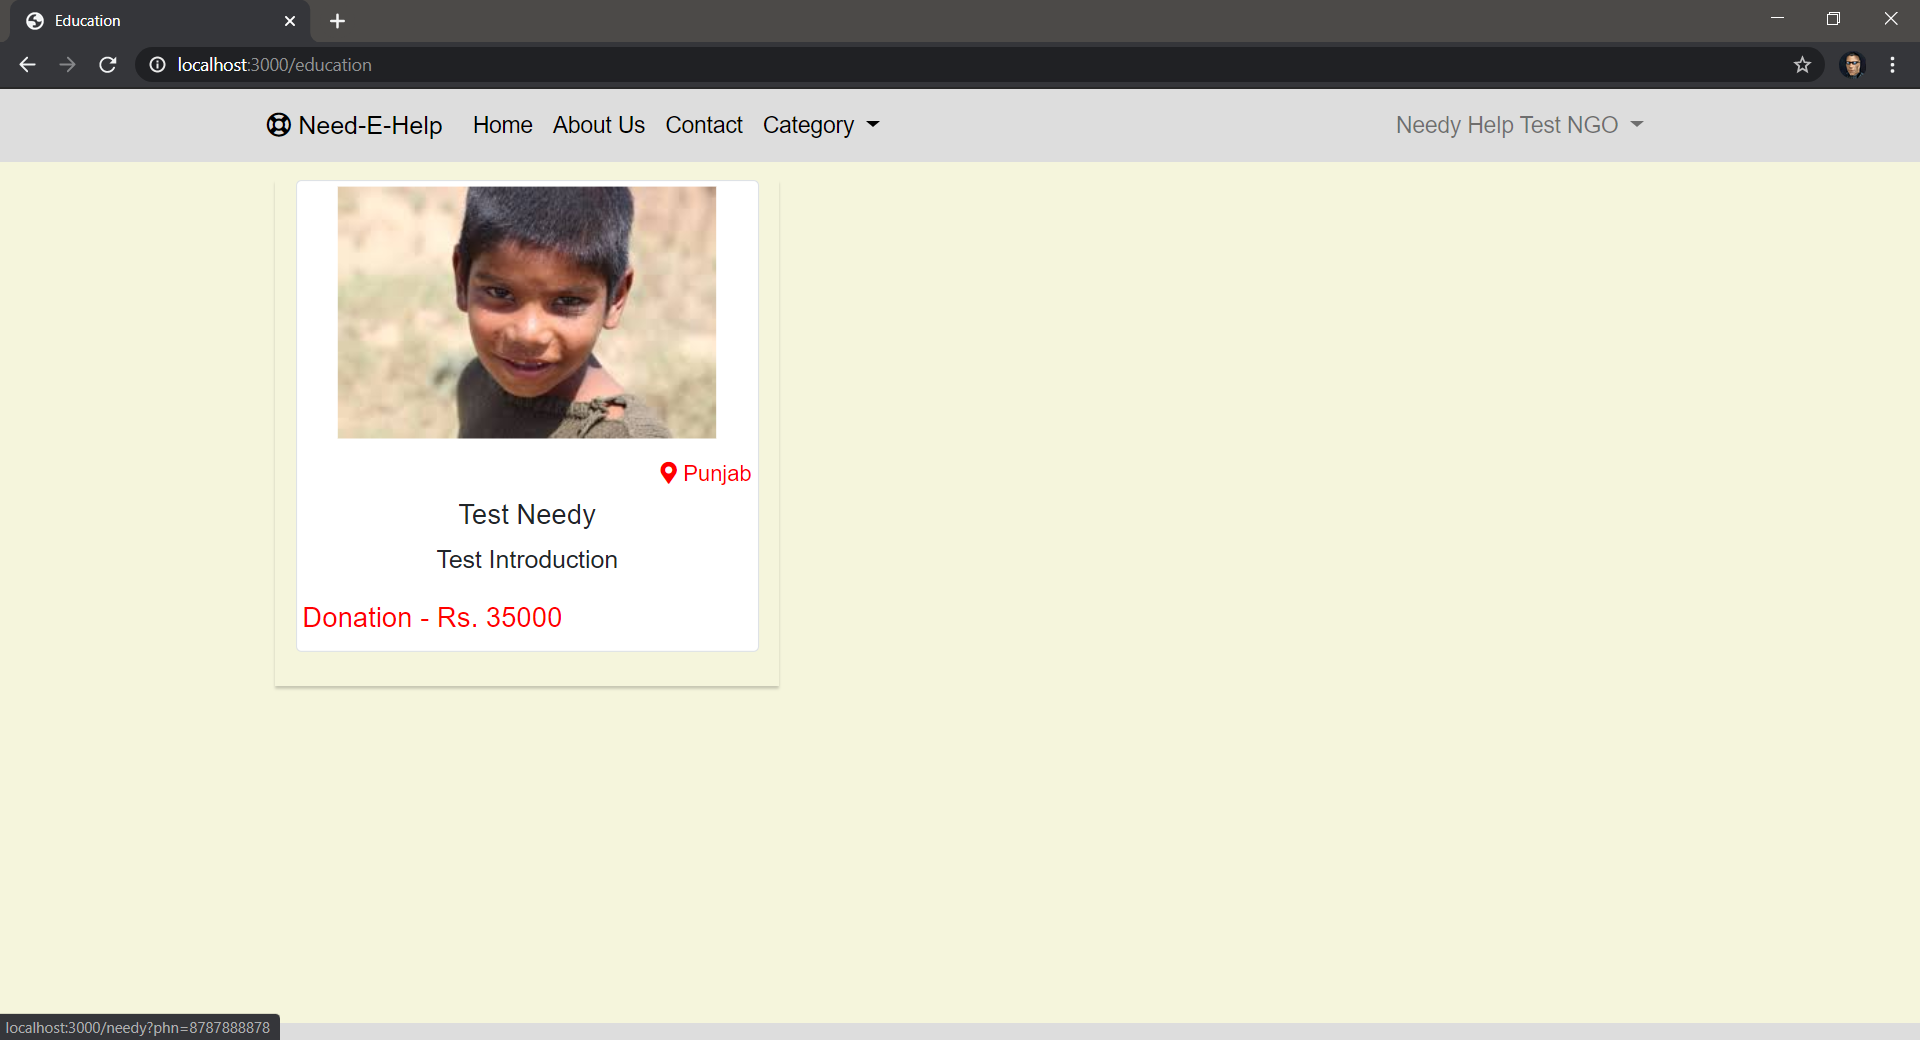 Education
localhost:3000/education
Need-E-Help Home About Us Contact Category Needy Help Test NGO
Punjab
Test Needy
Test Introduction
Donation - Rs. 35000
localhost:3000/needy?phn=8787888878